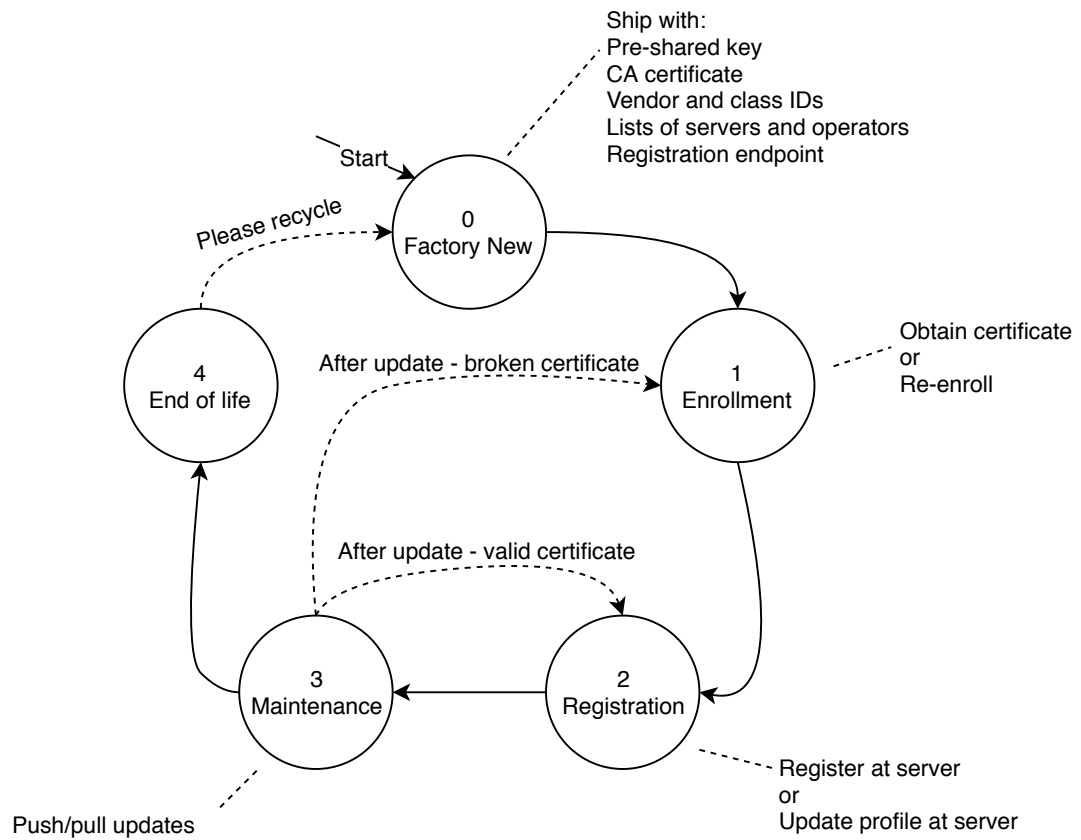 Ship with:
Pre-shared key
CA certificate
Vendor and class IDs
Lists of servers and operators
Registration endpoint
Start
0
Factory New
Please recycle
4
End of life
After update - broken certificate
1
Enrollment
Obtain certificate
or
Re-enroll
After update - valid certificate
3
Maintenance
2
Registration
Push/pull updates
Register at server
or
Update profile at server